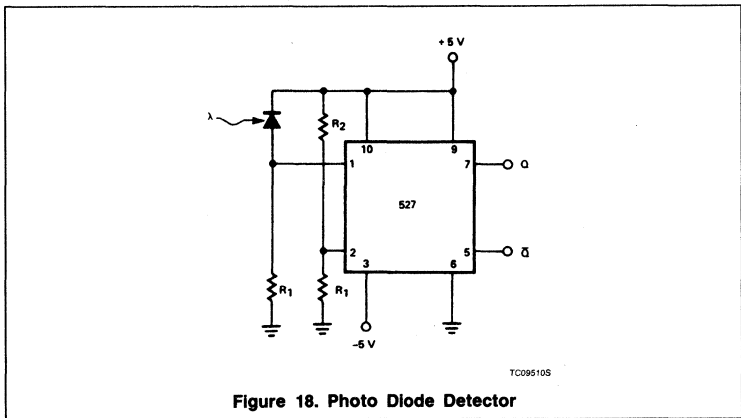 + 5 V
λ
R2
10
9
1
7
Q
527
2
5
Q̄
3
6
R1
R1
–5 V
TC09510S
Figure 18. Photo Diode Detector